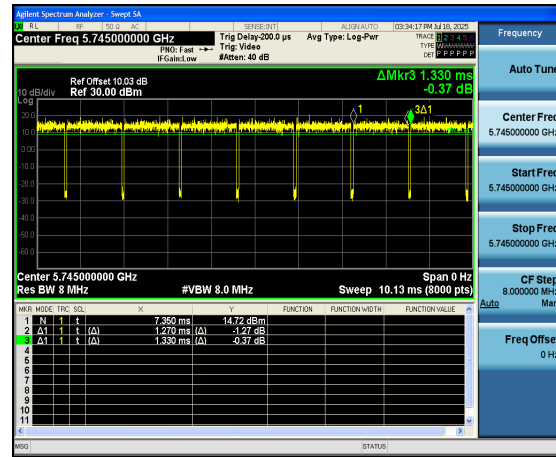 Agilent Spectrum Analyzer - Swept SA
RL RF 50 Ω AC SENSE:INT ALIGN AUTO 03:34:17 PM Jul 18, 2025
Center Freq 5.745000000 GHz
PNO: Fast
IFGain:Low
Trig Delay-200.0 µs
Trig: Video
#Atten: 40 dB
Avg Type: Log-Pwr
TRACE 1 2 3 4 5 6
TYPE W
DET P P P P P P
Frequency
Ref Offset 10.03 dB
Ref 30.00 dBm
10 dB/div
Log
ΔMkr3 1.330 ms
-0.37 dB
20.0
10.0
0.00
-10.0
-20.0
-30.0
-40.0
-50.0
-60.0
1
3Δ1
Center 5.745000000 GHz
Span 0 Hz
Res BW 8 MHz
#VBW 8.0 MHz
Sweep 10.13 ms (8000 pts)
MKR MODE TRC SCL X Y FUNCTION FUNCTION WIDTH FUNCTION VALUE
1 N 1 t 7.350 ms 14.72 dBm
2 Δ1 1 t (Δ) 1.270 ms (Δ) -1.27 dB
3 Δ1 1 t (Δ) 1.330 ms (Δ) -0.37 dB
4
5
6
7
8
9
10
11
MSG
STATUS
Auto Tune
Center Freq
5.745000000 GHz
Start Freq
5.745000000 GHz
Stop Freq
5.745000000 GHz
CF Step
8.000000 MHz
Auto Man
Freq Offset
0 Hz